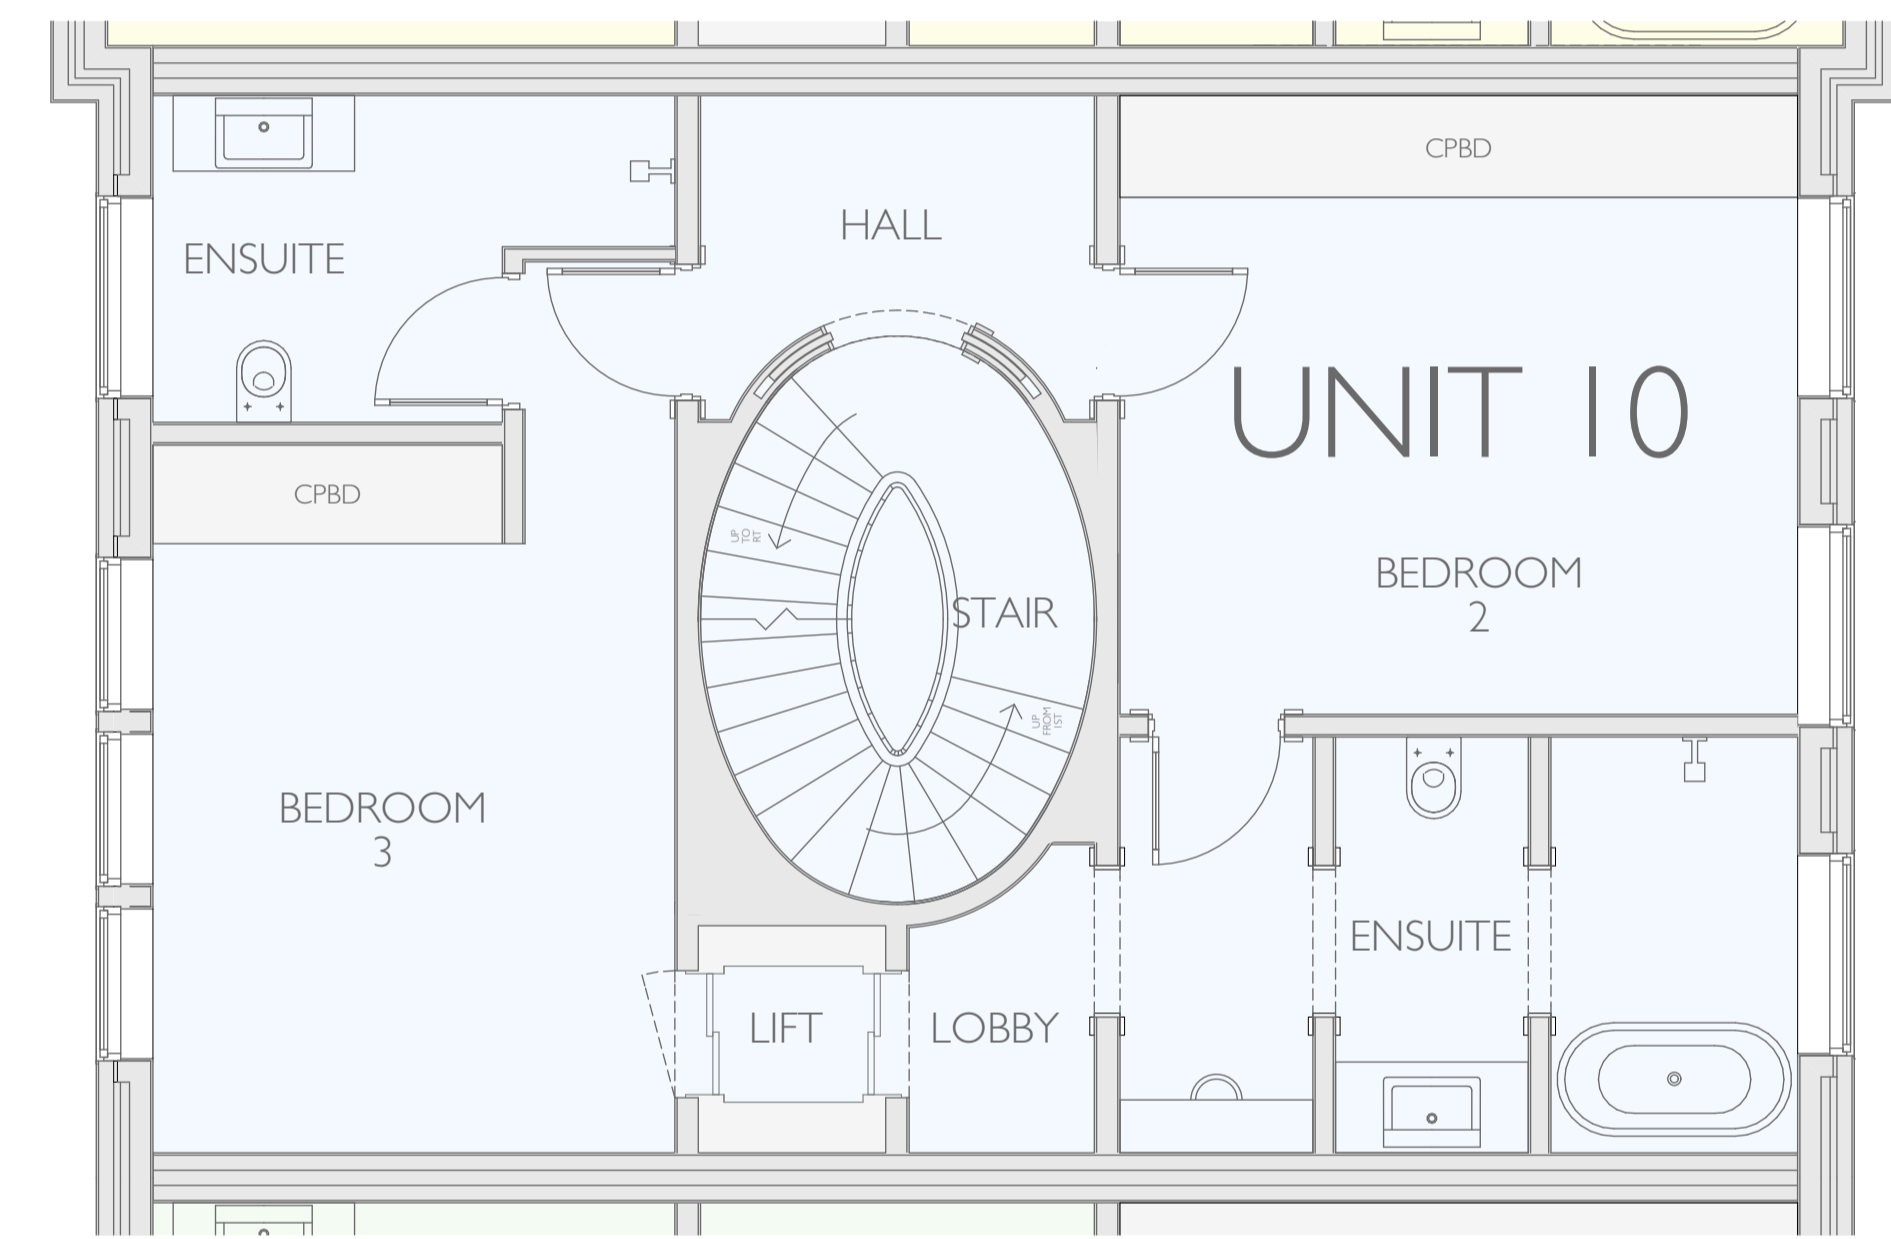 CPBD
HALL
ENSUITE
UNIT 10
CPBD
UP
TO
RT
BEDROOM
2
STAIR
UP
FROM
1ST
BEDROOM
3
ENSUITE
LIFT
LOBBY